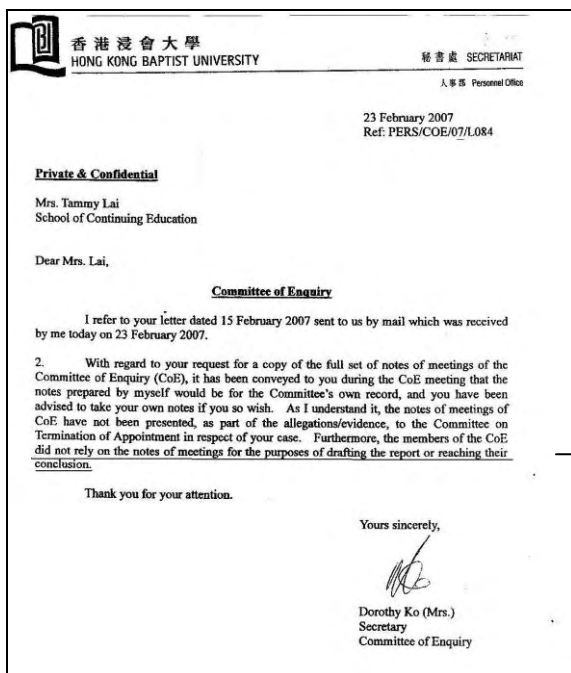 香港浸會大學
HONG KONG BAPTIST UNIVERSITY
秘書處 SECRETARIAT
人事部 Personnel Office
23 February 2007
Ref: PERS/COE/07/L084
Private & Confidential
Mrs. Tammy Lai
School of Continuing Education
Dear Mrs. Lai,
Committee of Enquiry
I refer to your letter dated 15 February 2007 sent to us by mail which was received
by me today on 23 February 2007.
2. With regard to your request for a copy of the full set of notes of meetings of the
Committee of Enquiry (CoE), it has been conveyed to you during the CoE meeting that the
notes prepared by myself would be for the Committee's own record, and you have been
advised to take your own notes if you so wish. As I understand it, the notes of meetings of
CoE have not been presented, as part of the allegations/evidence, to the Committee on
Termination of Appointment in respect of your case. Furthermore, the members of the CoE
did not rely on the notes of meetings for the purposes of drafting the report or reaching their
conclusion.
Thank you for your attention.
Yours sincerely,
Dorothy Ko (Mrs.)
Secretary
Committee of Enquiry